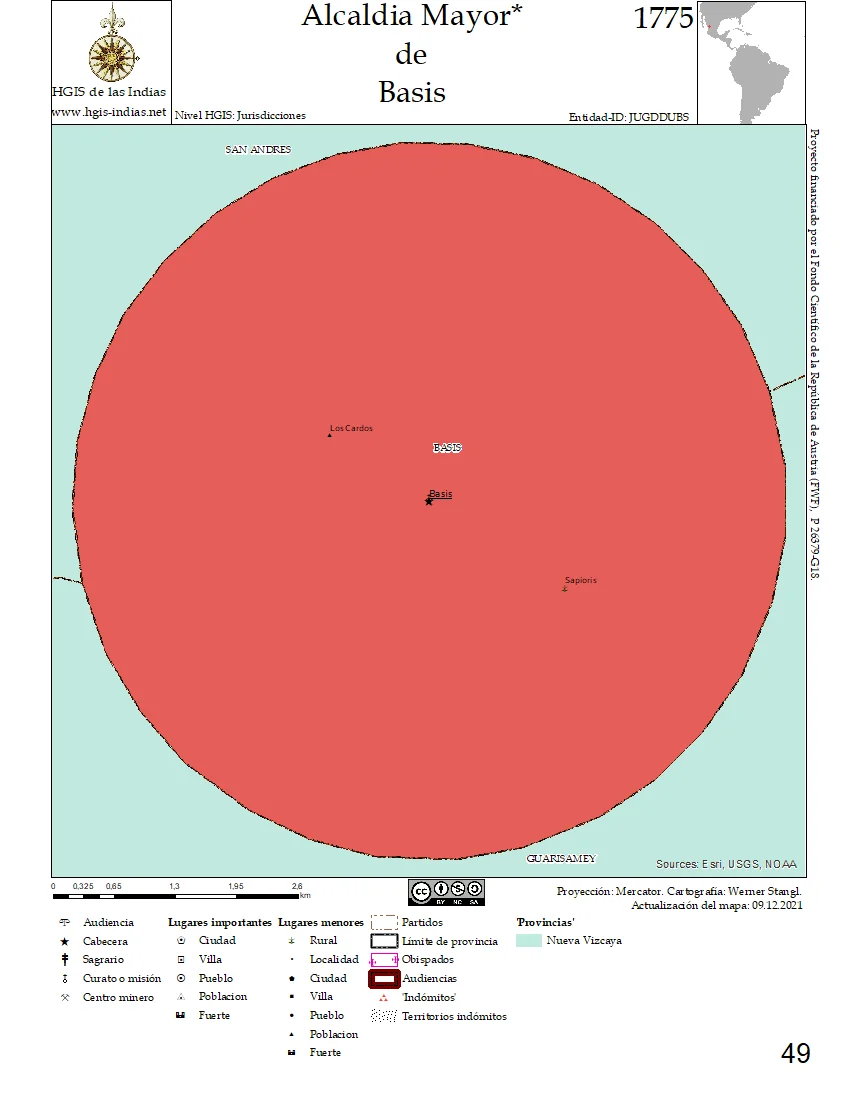 Alcaldia Mayor*
de
Basis
1775
HGIS de las Indias
www.hgis-indias.net
Nivel HGIS: Jurisdicciones
Entidad-ID: JUGDDUBS
Proyecto financiado por el Fondo Científico de la República de Austria (FWF), P 26379-G18.
SAN ANDRES
Los Cardos
BASIS
Basis
Sapioris
GUARISAMEY
Sources: Esri, USGS, NOAA
0 0,325 0,65 1,3 1,95 2,6
km
cc BY NC SA
Proyección: Mercator. Cartografía: Werner Stangl.
Actualización del mapa: 09.12.2021
Audiencia
Cabecera
Sagrario
Curato o misión
Centro minero
Lugares importantes
Ciudad
Villa
Pueblo
Poblacion
Fuerte
Lugares menores
Rural
Localidad
Ciudad
Villa
Pueblo
Poblacion
Fuerte
Partidos
Límite de provincia
Obispados
Audiencias
'Indómitos'
Territorios indómitos
'Provincias'
Nueva Vizcaya
49